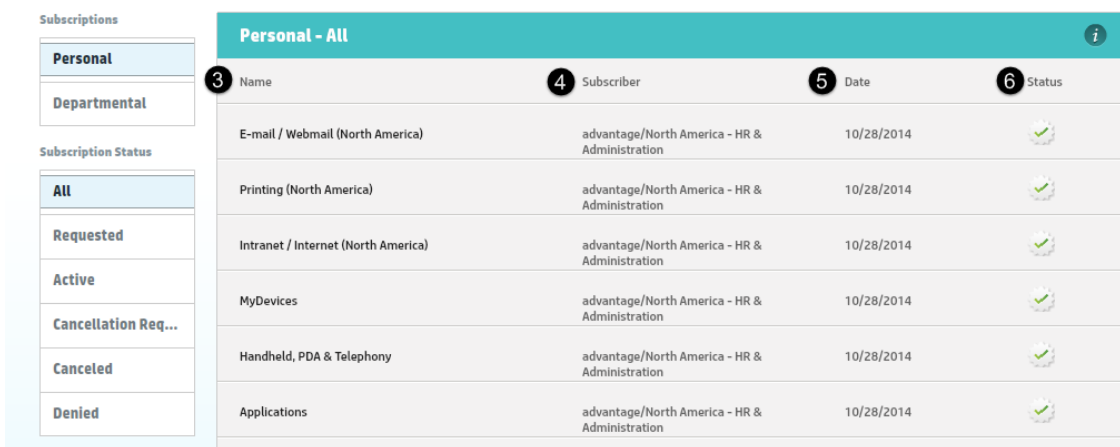 Subscriptions
Personal
Departmental
Subscription Status
All
Requested
Active
Cancellation Req...
Canceled
Denied
Personal - All
i
3 Name 4 Subscriber 5 Date 6 Status
E-mail / Webmail (North America) advantage/North America - HR & 10/28/2014
Administration
Printing (North America) advantage/North America - HR & 10/28/2014
Administration
Intranet / Internet (North America) advantage/North America - HR & 10/28/2014
Administration
MyDevices advantage/North America - HR & 10/28/2014
Administration
Handheld, PDA & Telephony advantage/North America - HR & 10/28/2014
Administration
Applications advantage/North America - HR & 10/28/2014
Administration